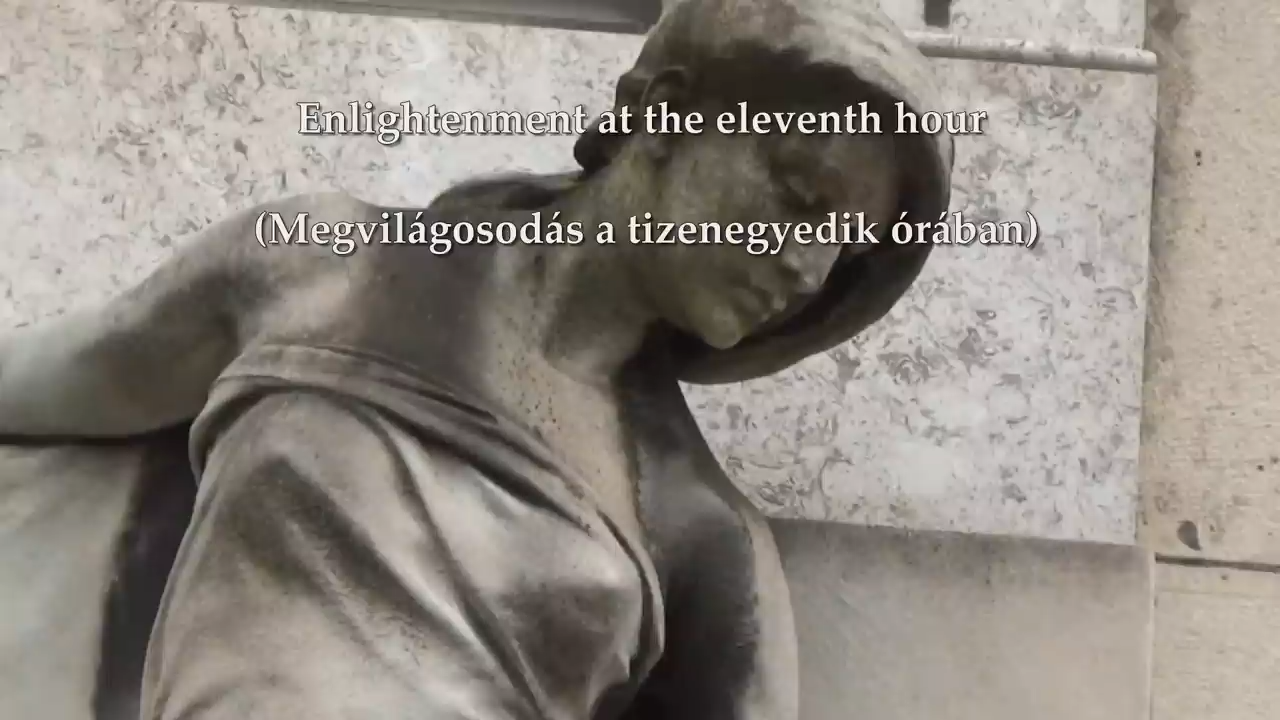 Enlightenment at the eleventh hour
(Megvilágosodás a tizenegyedik órában)